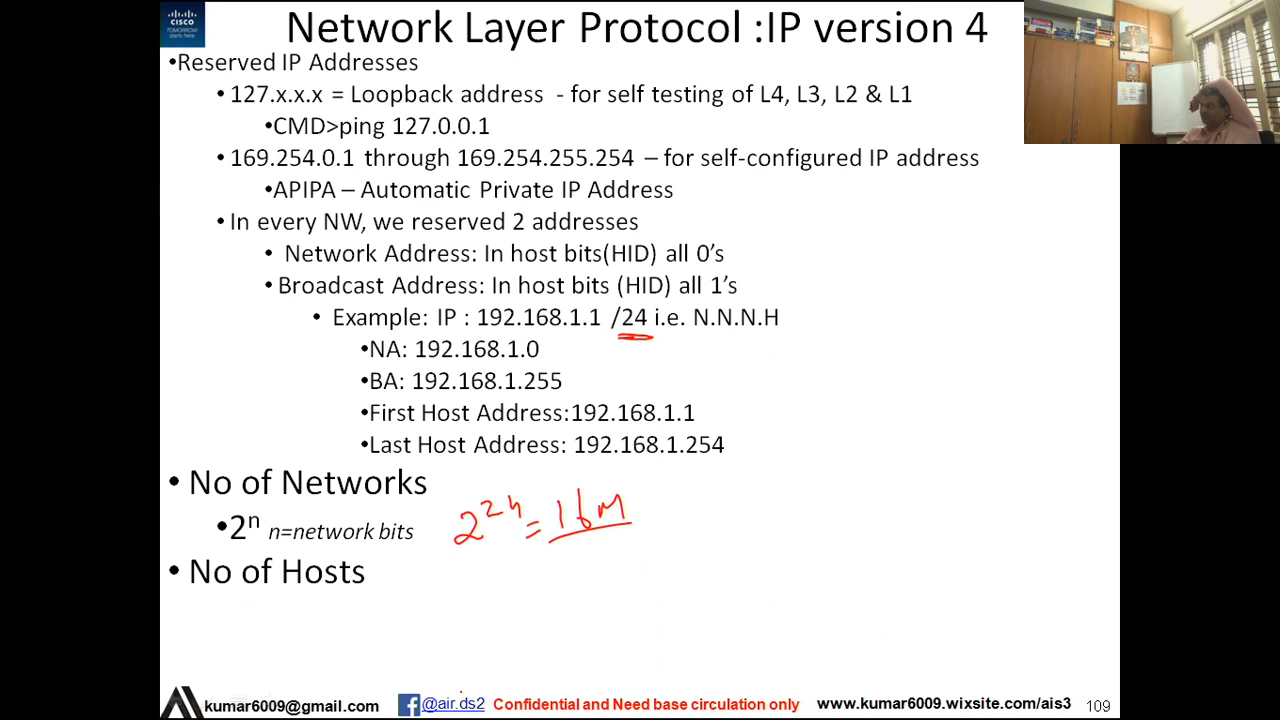 Network Layer Protocol :IP version 4
CISCO
TOMORROW
starts here.
•Reserved IP Addresses
•127.x.x.x = Loopback address - for self testing of L4, L3, L2 & L1
•CMD>ping 127.0.0.1
•169.254.0.1 through 169.254.255.254 – for self-configured IP address
•APIPA – Automatic Private IP Address
•In every NW, we reserved 2 addresses
• Network Address: In host bits(HID) all 0’s
•Broadcast Address: In host bits (HID) all 1’s
• Example: IP : 192.168.1.1 /24 i.e. N.N.N.H
•NA: 192.168.1.0
•BA: 192.168.1.255
•First Host Address:192.168.1.1
•Last Host Address: 192.168.1.254
• No of Networks
•2ⁿ n=network bits 2²⁴ = 16M
• No of Hosts
kumar6009@gmail.com @air.ds2 Confidential and Need base circulation only www.kumar6009.wixsite.com/ais3 109